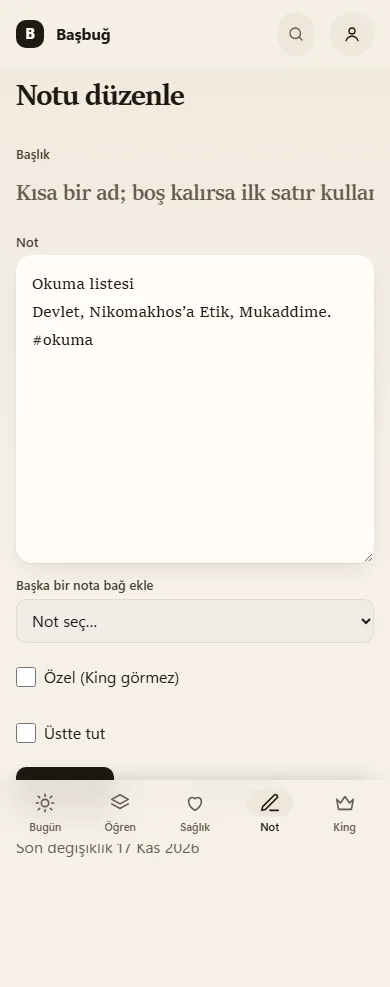 B Başbuğ
Notu düzenle
Başlık
Kısa bir ad; boş kalırsa ilk satır
Not
Okuma listesi
Devlet, Nikomakhos’a Etik, Mukaddime.
#okuma
Başka bir nota bağ ekle
Not seç...
Özel (King görmez)
Üstte tut
Bugün
Öğren
Sağlık
Not
King
Son değişiklik 17 Kas 2026